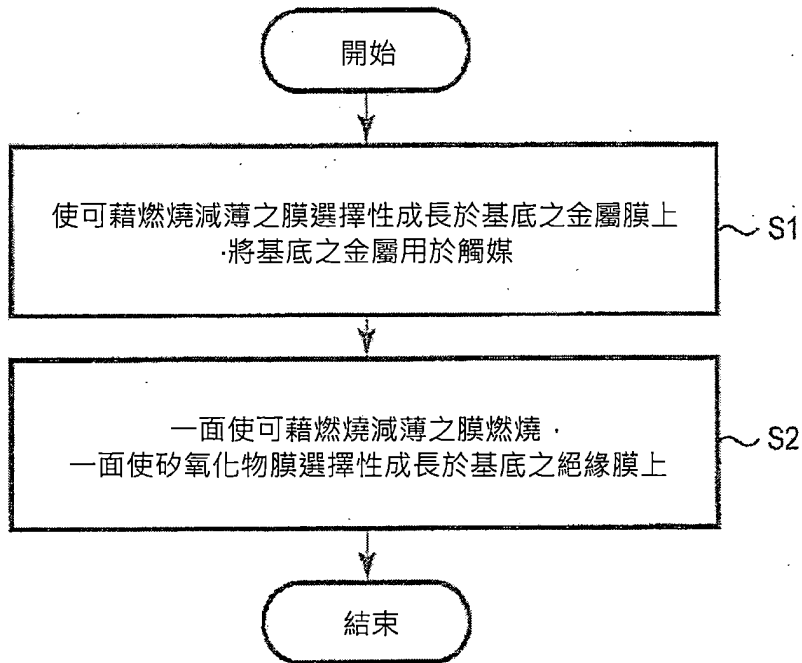 開始
使可藉燃燒減薄之膜選擇性成長於基底之金屬膜上
·將基底之金屬用於觸媒
S1
一面使可藉燃燒減薄之膜燃燒,
一面使矽氧化物膜選擇性成長於基底之絕緣膜上
S2
結束